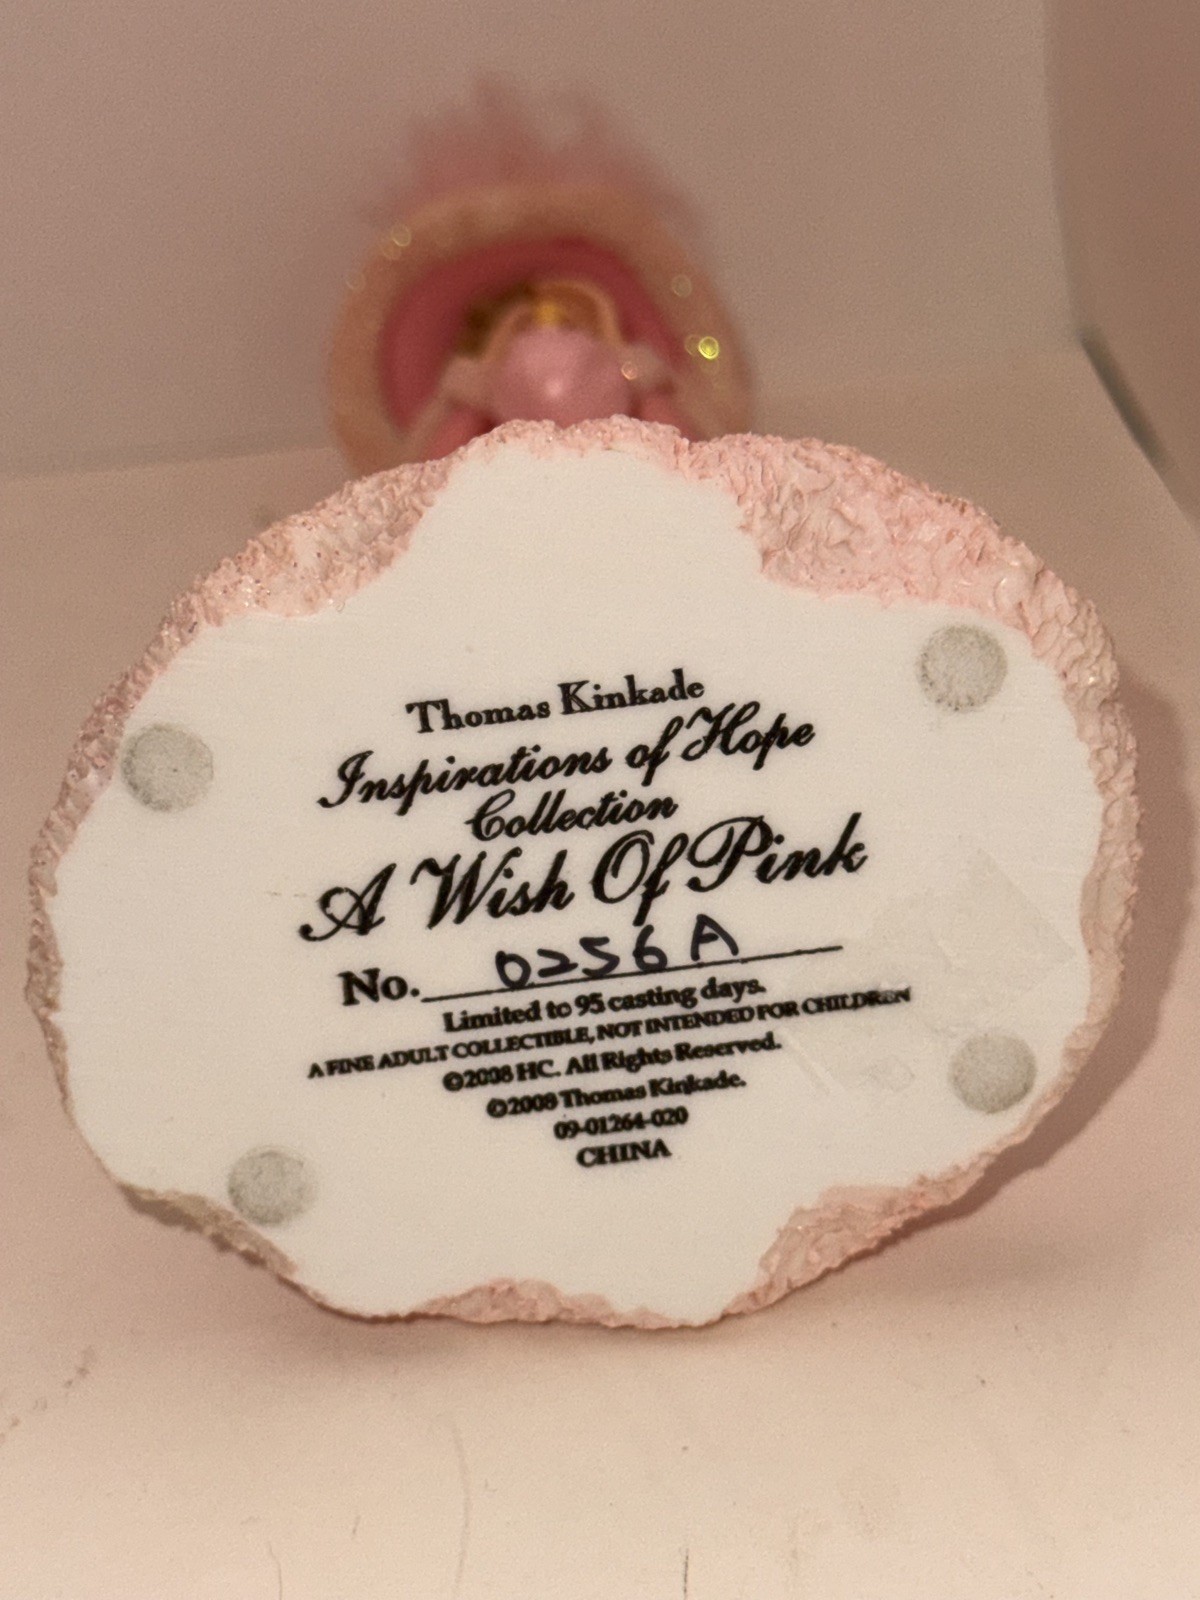 Thomas Kinkade
Inspirations of Hope
Collection
A Wish Of Pink
No. 0256A
Limited to 95 casting days.
A FINE ADULT COLLECTIBLE, NOT INTENDED FOR CHILDREN
©2008 HC. All Rights Reserved.
©2008 Thomas Kinkade.
09-01264-020
CHINA